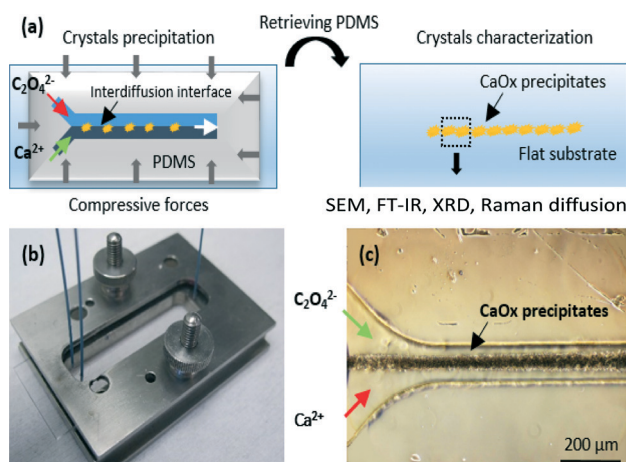 (a)
Crystals precipitation
Retrieving PDMS
Crystals characterization
C₂O₄²⁻
Interdiffusion interface
Ca²⁺
PDMS
Compressive forces
CaOx precipitates
Flat substrate
SEM, FT-IR, XRD, Raman diffusion
(b)
(c)
C₂O₄²⁻
CaOx precipitates
Ca²⁺
200 µm